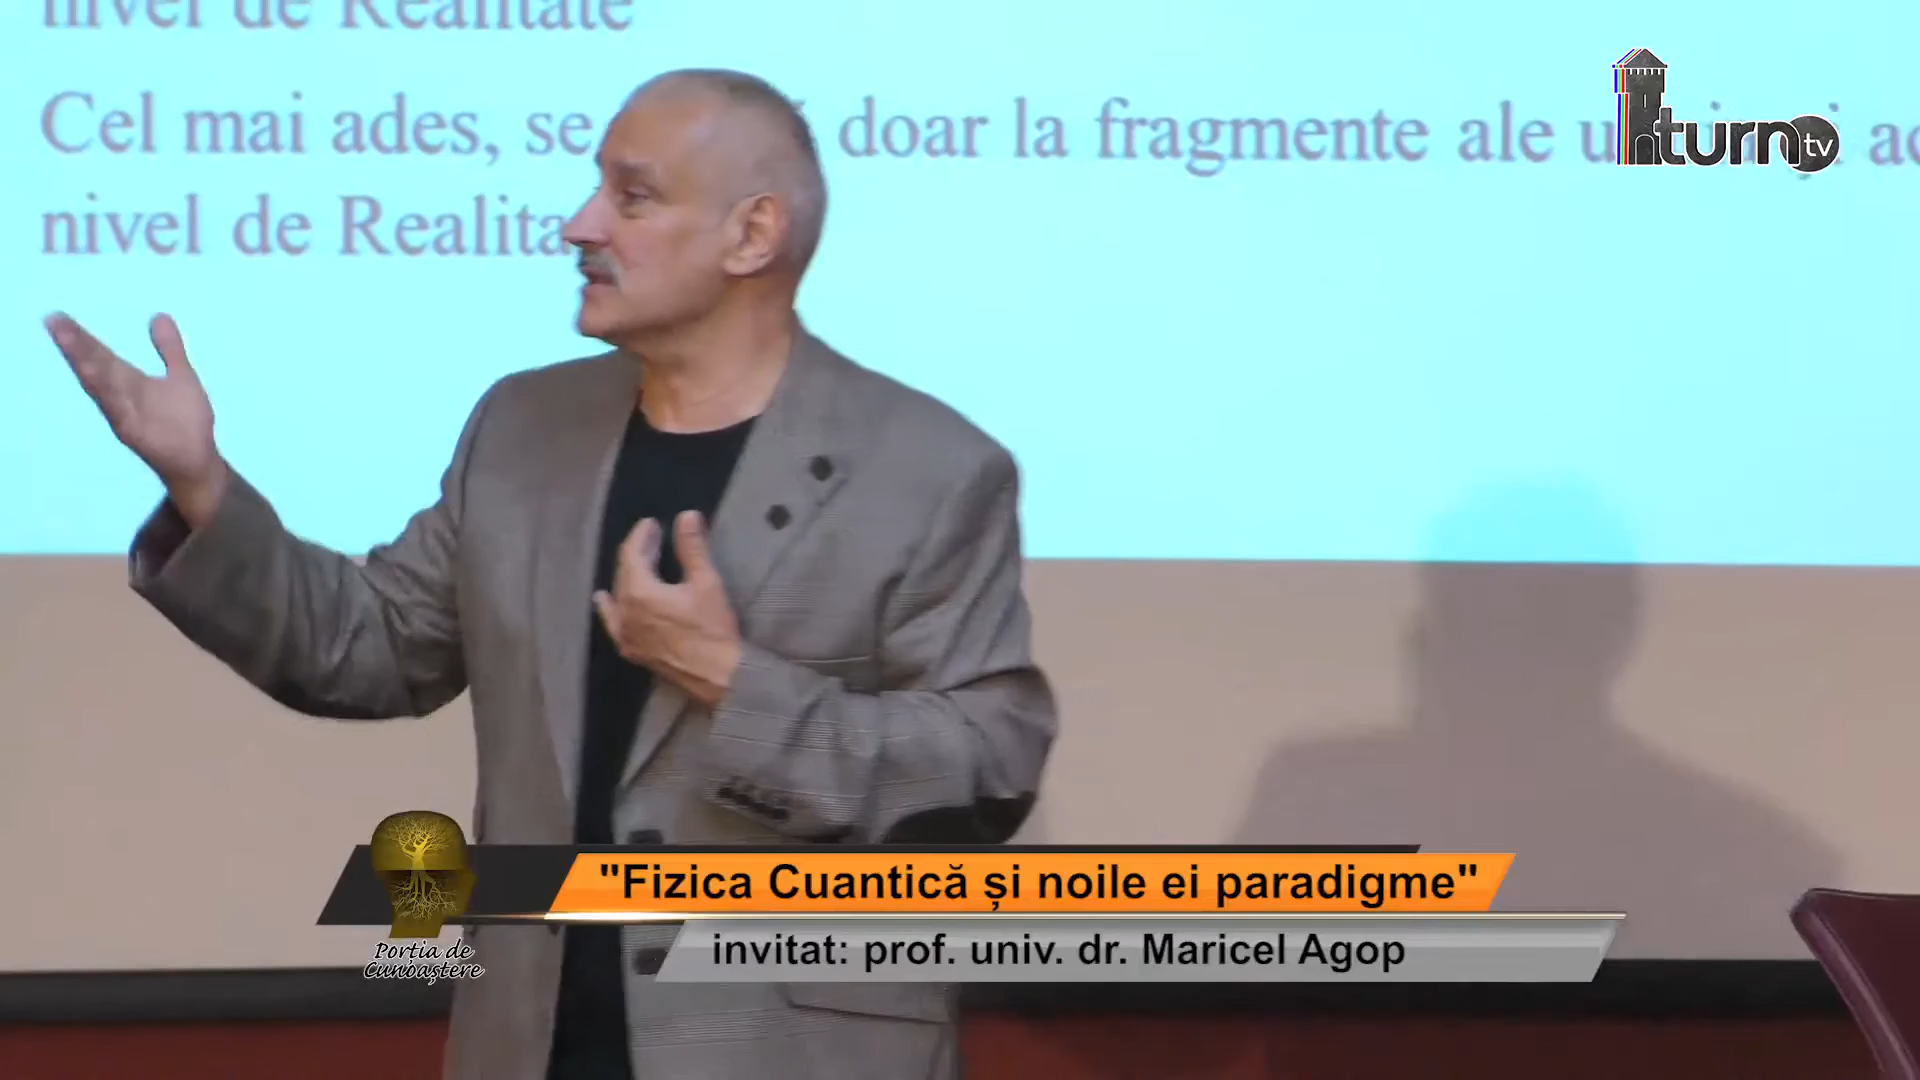 nivel de Realitate
Cel mai ades, se doar la fragmente ale
nivel de
turn tv
"Fizica Cuantică și noile ei paradigme"
invitat: prof. univ. dr. Maricel Agop
Porția de
Cunoaștere